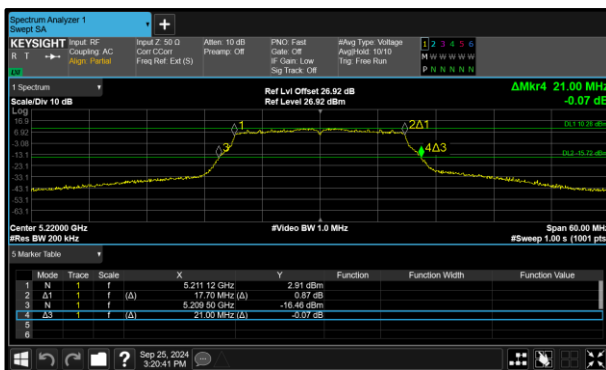 Spectrum Analyzer 1
Swept SA
KEYSIGHT Input: RF Input Z: 50 Ω Atten: 10 dB PNO: Fast #Avg Type: Voltage 1 2 3 4 5 6
R T Coupling: AC Corr CCorr Preamp: Off Gate: Off Avg|Hold: 10/10 M W W W W W
Align: Partial Freq Ref: Ext (S) IF Gain: Low Trig: Free Run P N N N N N
Sig Track: Off
1 Spectrum Ref Lvl Offset 26.92 dB ΔMkr4 21.00 MHz
Scale/Div 10 dB Ref Level 26.92 dBm -0.07 dB
Log
16.9
6.92
-3.08
-13.1
-23.1
-33.1
-43.1
-53.1
-63.1
1
2Δ1
3
4Δ3
DL1 10.28 dBm
DL2 -15.72 dBm
Center 5.22000 GHz #Video BW 1.0 MHz Span 60.00 MHz
#Res BW 200 kHz #Sweep 1.00 s (1001 pts)
5 Marker Table
Mode Trace Scale X Y Function Function Width Function Value
1 N 1 f 5.211 12 GHz 2.91 dBm
2 Δ1 1 f (Δ) 17.70 MHz (Δ) 0.87 dB
3 N 1 f 5.209 50 GHz -16.46 dBm
4 Δ3 1 f (Δ) 21.00 MHz (Δ) -0.07 dB
5
6
Sep 25, 2024
3:20:41 PM